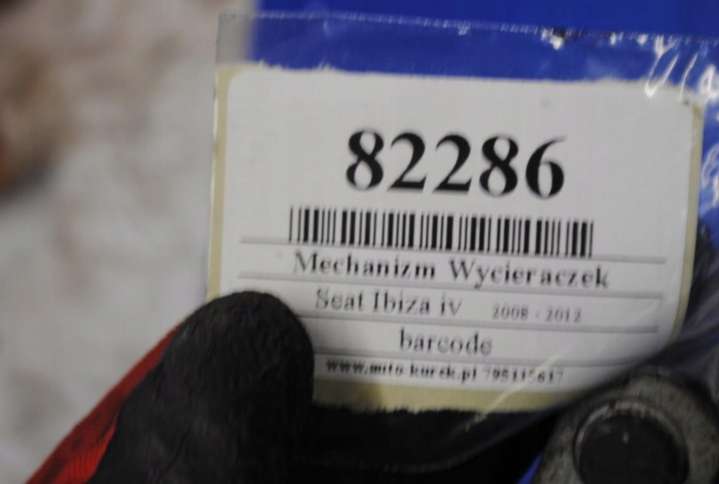 82286
Mechanizm Wycieraczek
Seat Ibiza iv 2008 - 2012
barcode